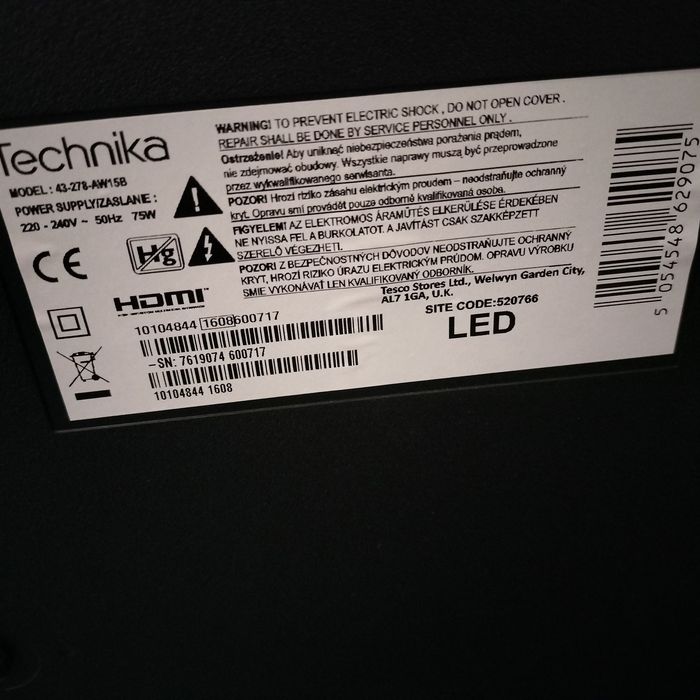 Technika
MODEL : 43-278-AW15B
POWER SUPPLY/ZASILANIE :
220 - 240V ~ 50Hz 75W
WARNING! TO PREVENT ELECTRIC SHOCK , DO NOT OPEN COVER .
REPAIR SHALL BE DONE BY SERVICE PERSONNEL ONLY .
Ostrzeżenie! Aby uniknąć niebezpieczeństwa porażenia prądem,
nie zdejmować obudowy. Wszystkie naprawy muszą być przeprowadzone
przez wykwalifikowanego serwisanta.
POZOR! Hrozí riziko zásahu elektrickým proudem – neodstraňujte ochranný
kryt. Opravu smí provádět pouze odborně kvalifikovaná osoba.
FIGYELEM! AZ ELEKTROMOS ÁRAMÜTÉS ELKERÜLÉSE ÉRDEKÉBEN
NE NYISSA FEL A BURKOLATOT. A JAVÍTÁST CSAK SZAKKÉPZETT
SZERELŐ VÉGEZHETI.
POZOR! Z BEZPEČNOSTNÝCH DÔVODOV NEODSTRAŇUJTE OCHRANNÝ
KRYT, HROZÍ RIZIKO ÚRAZU ELEKTRICKÝM PRÚDOM. OPRAVU VÝROBKU
SMIE VYKONÁVAŤ LEN KVALIFIKOVANÝ ODBORNÍK.
CE
Hg
HDMI
Tesco Stores Ltd., Welwyn Garden City,
AL7 1GA, U.K.
SITE CODE:520766
LED
10104844 1608600717
–SN: 7619074 600717
10104844 1608
5 054548 629075